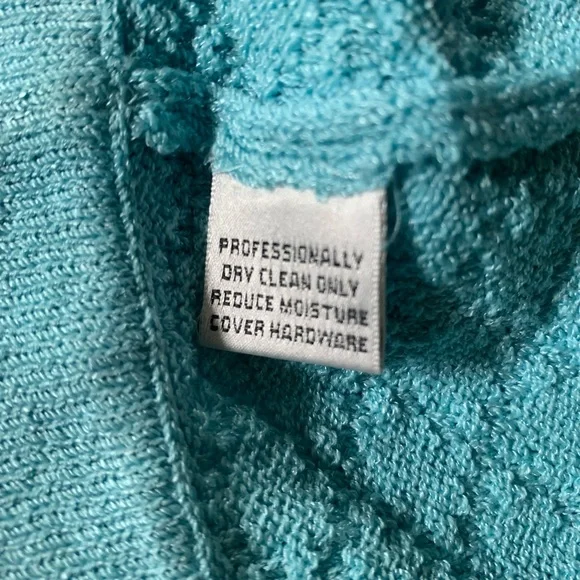 PROFESSIONALLY
DRY CLEAN ONLY
REDUCE MOISTURE
COVER HARDWARE